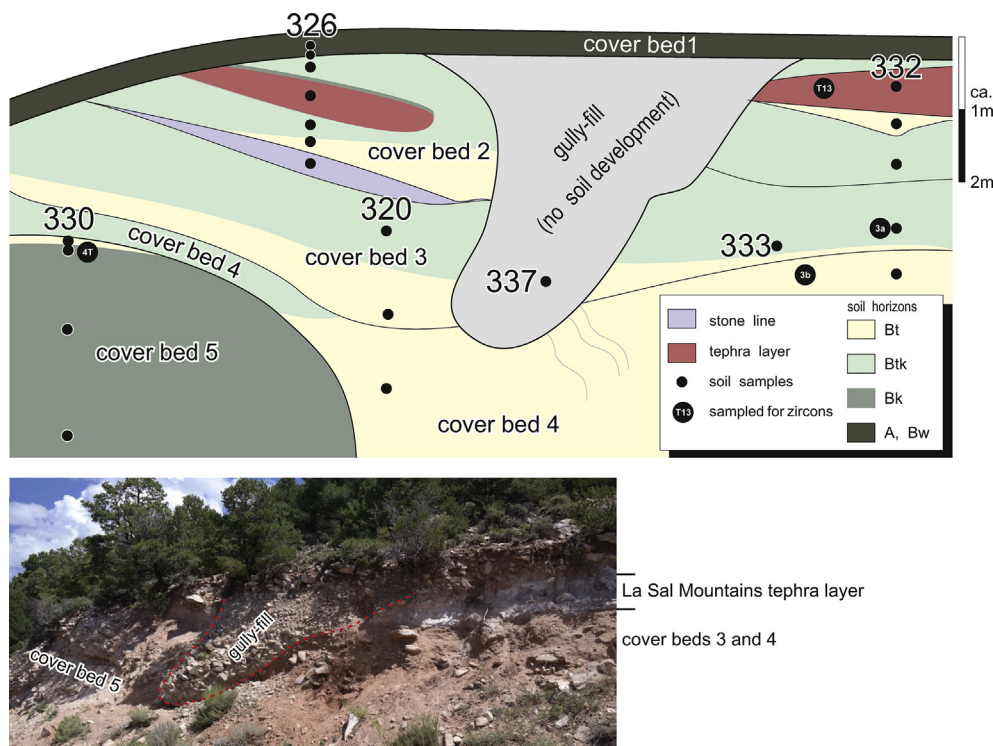 326
cover bed1
332
T13
ca.
1m
2m
cover bed 2
gully-fill
(no soil development)
330
4T
320
cover bed 4
cover bed 3
333
3a
3b
337
cover bed 5
cover bed 4
stone line
tephra layer
soil samples
T13
sampled for zircons
soil horizons
Bt
Btk
Bk
A, Bw
La Sal Mountains tephra layer
cover beds 3 and 4
gully-fill
cover bed 5